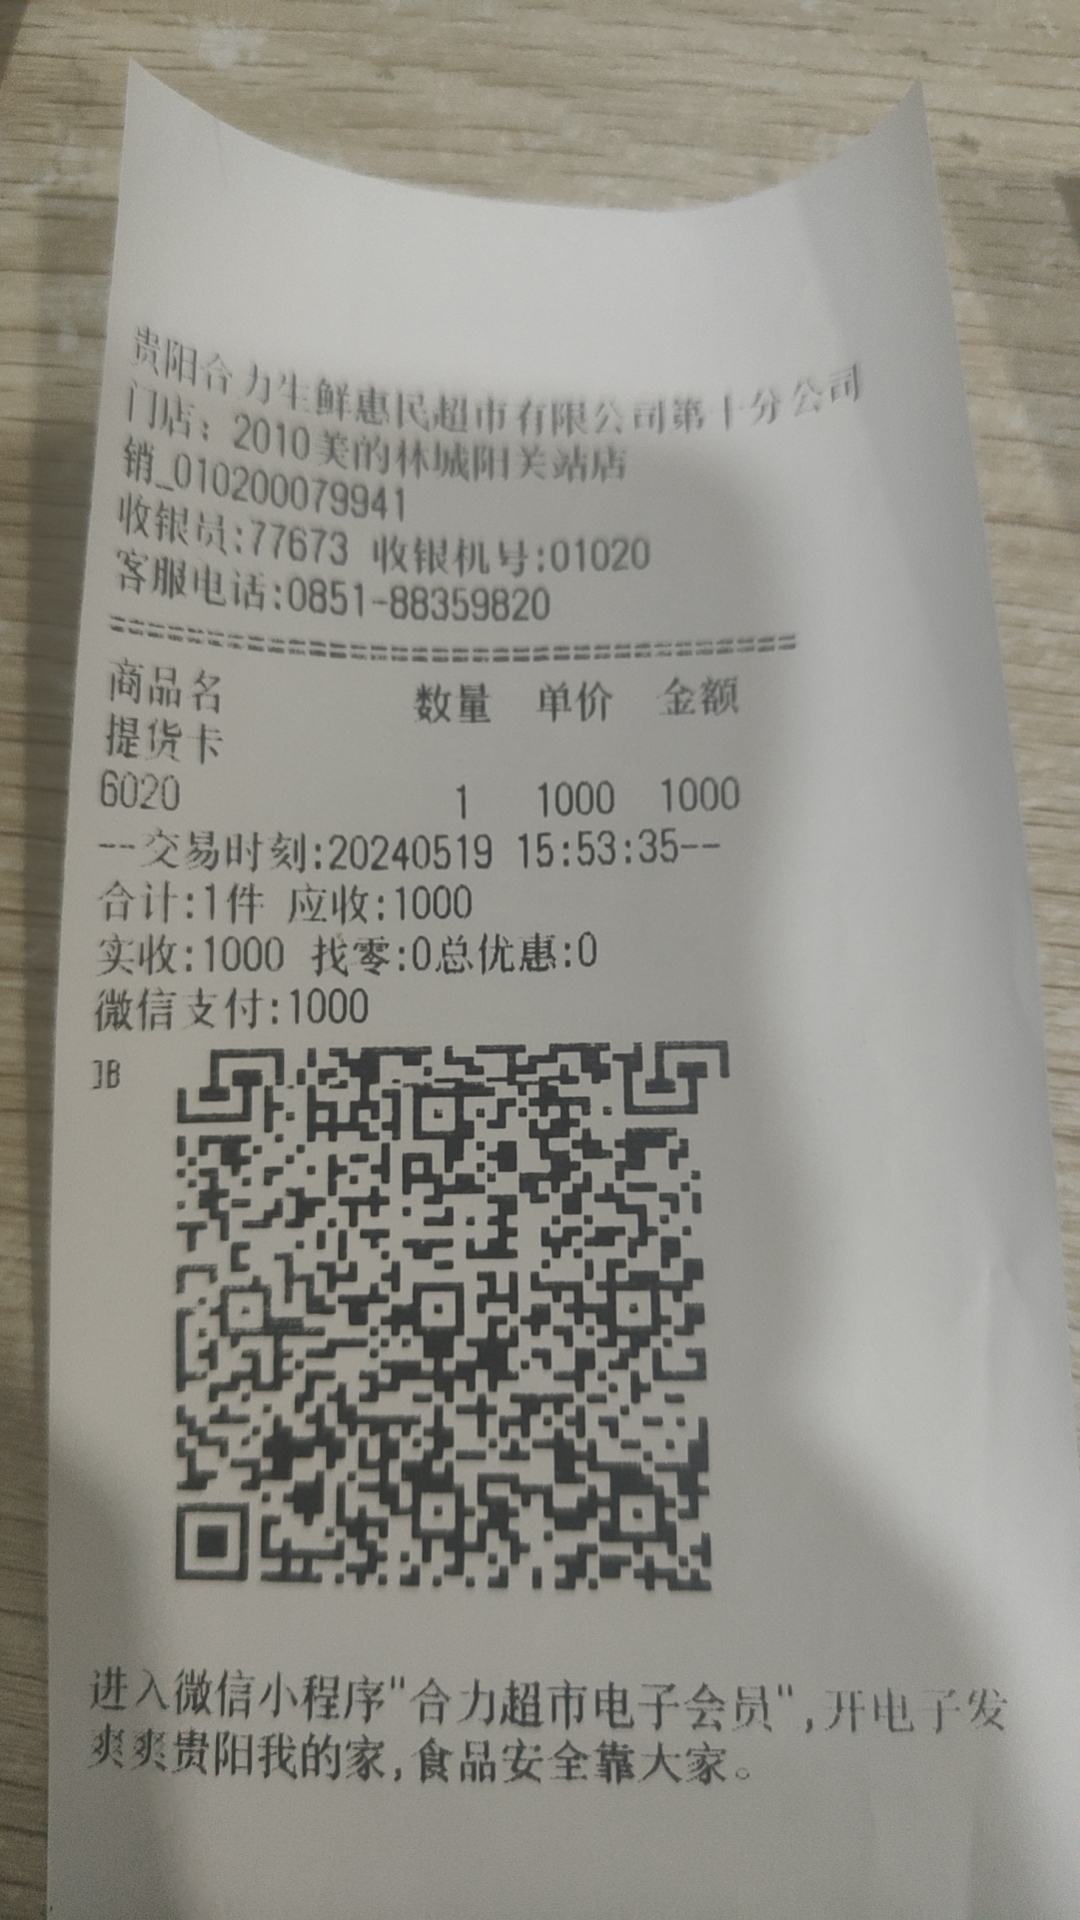 贵阳合力生鲜惠民超市有限公司第十分公司
门店：2010美的林城阳关站店
销_010200079941
收银员:77673 收银机号:01020
客服电话:0851-88359820
======================================
商品名 数量 单价 金额
提货卡
6020 1 1000 1000
--交易时刻:20240519 15:53:35--
合计:1件 应收:1000
实收:1000 找零:0总优惠:0
微信支付:1000
]B
进入微信小程序"合力超市电子会员",开电子发
爽爽贵阳我的家,食品安全靠大家。